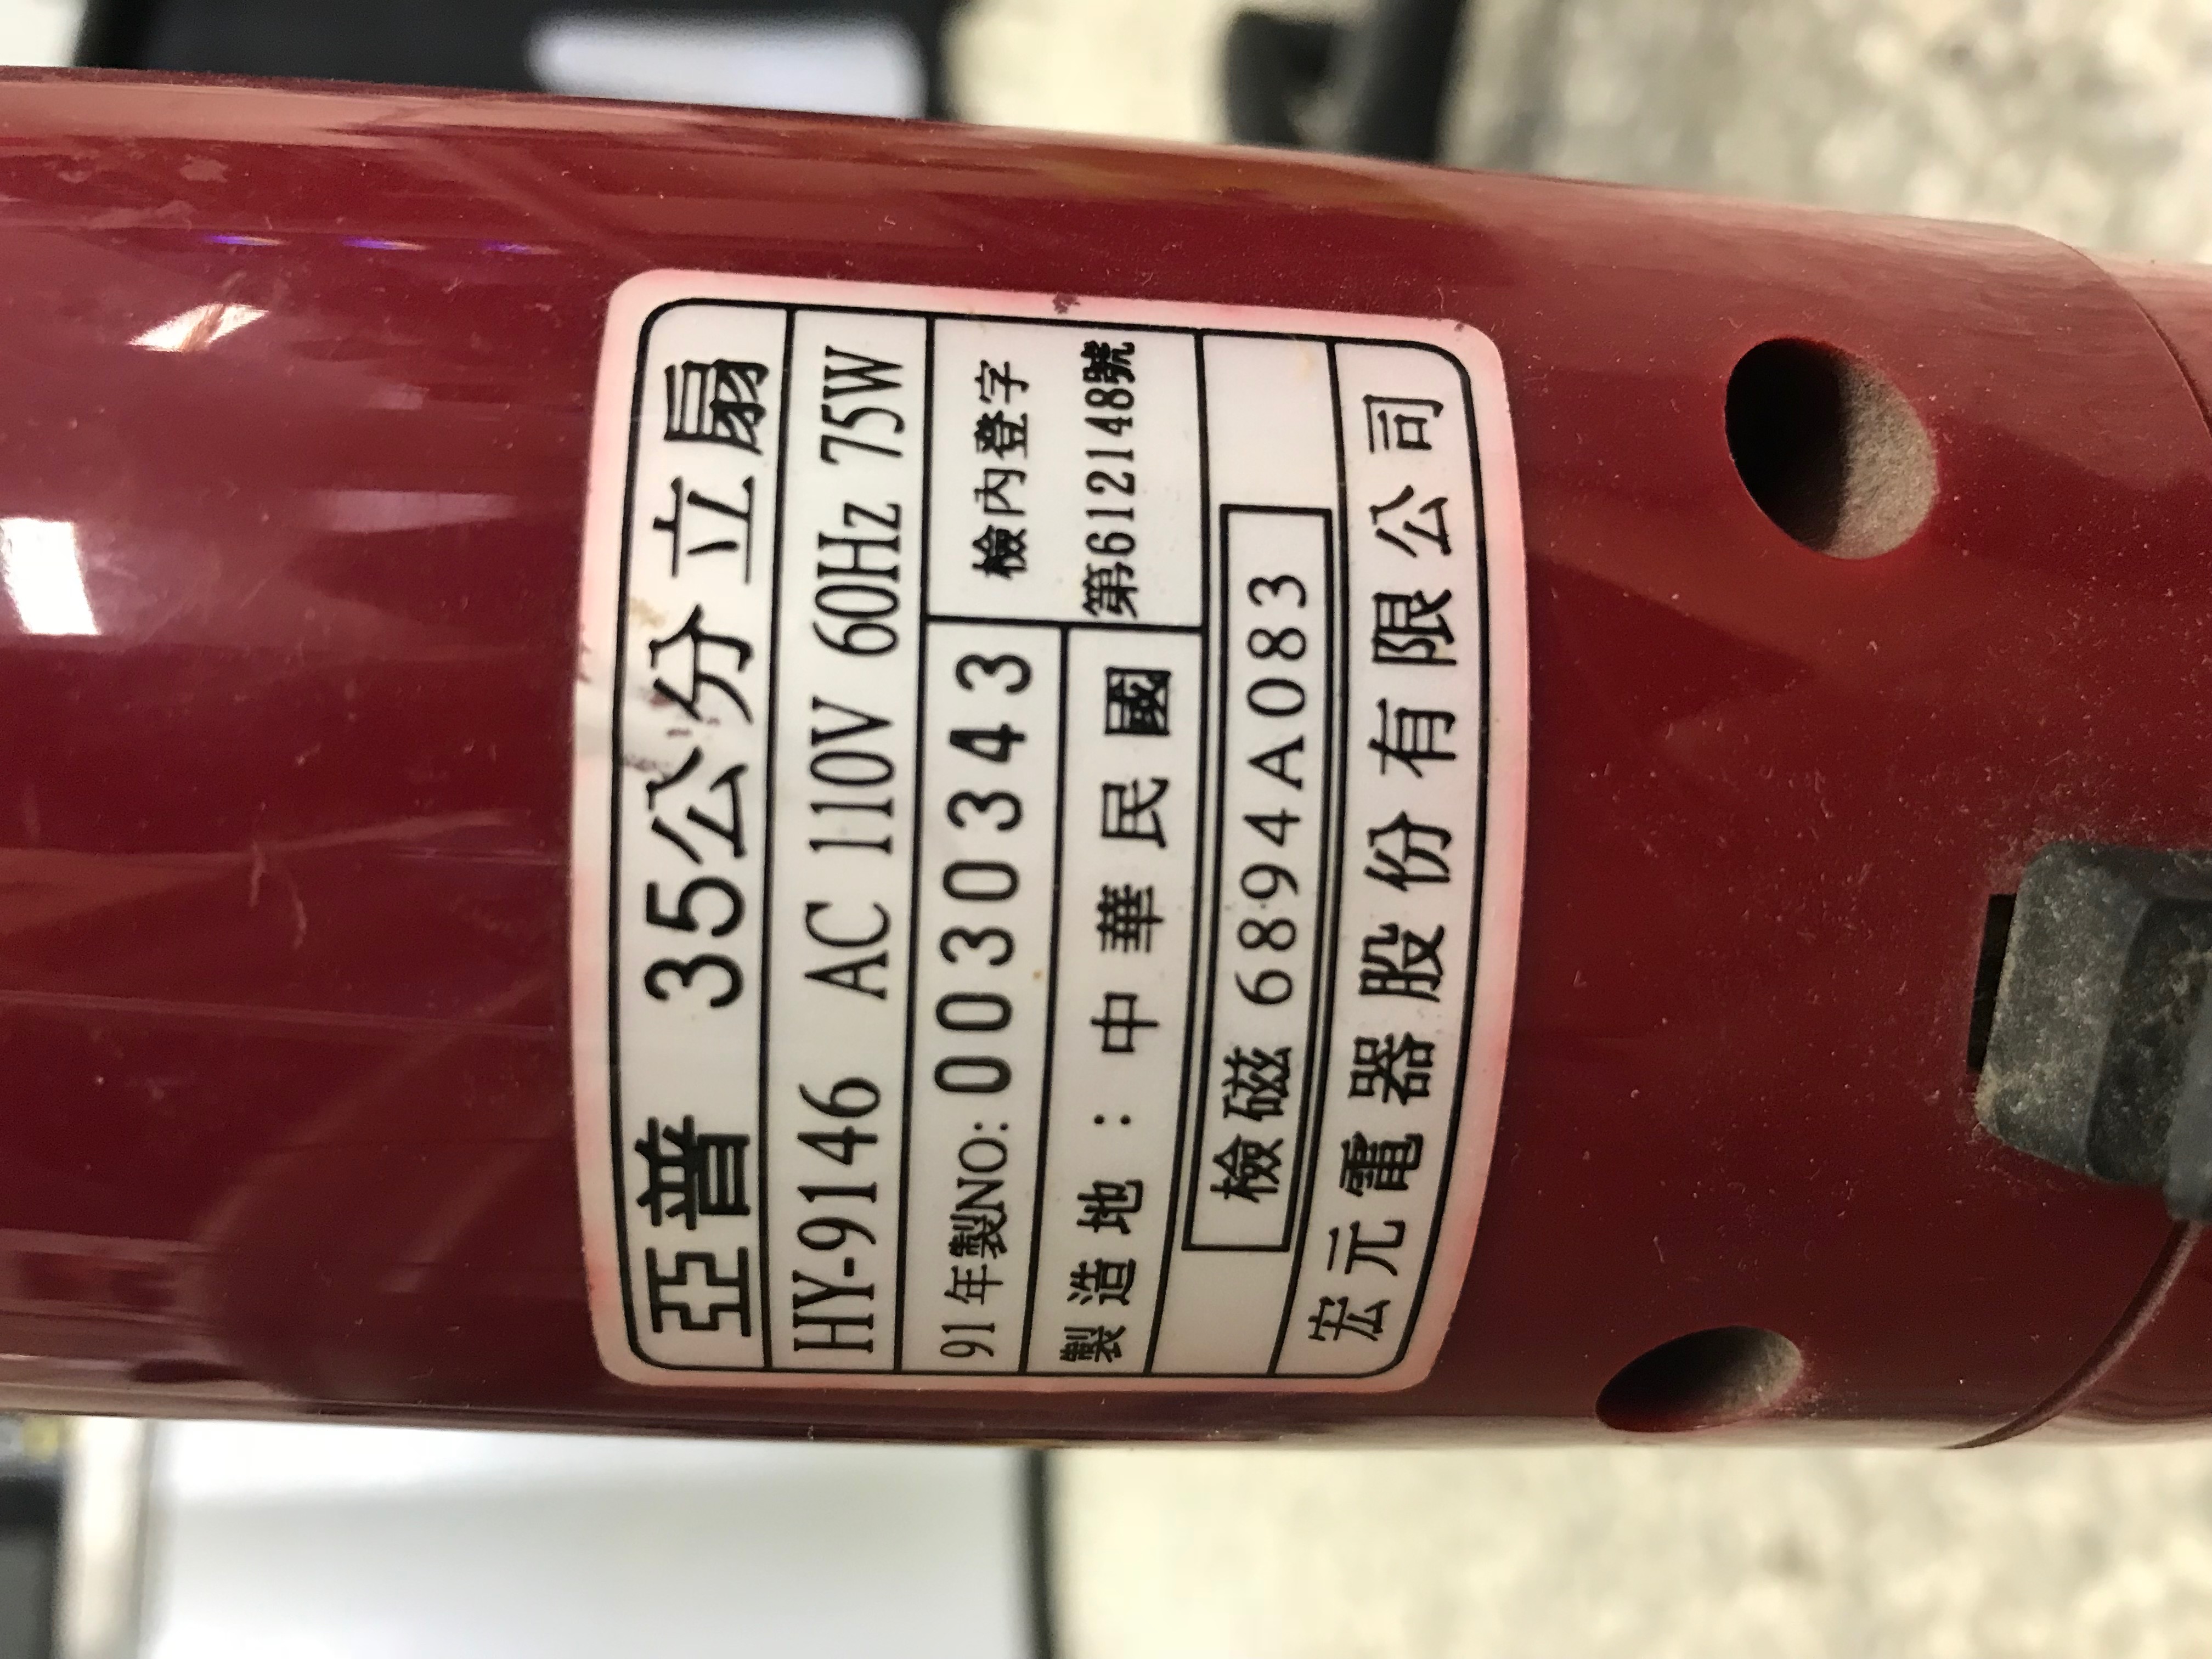 亞普 35公分立扇
HY-9146 AC 110V 60Hz 75W
91年製NO: 0030343
製造地：中華民國
檢內登字
第612148號
檢磁 6894A083
宏元電器股份有限公司